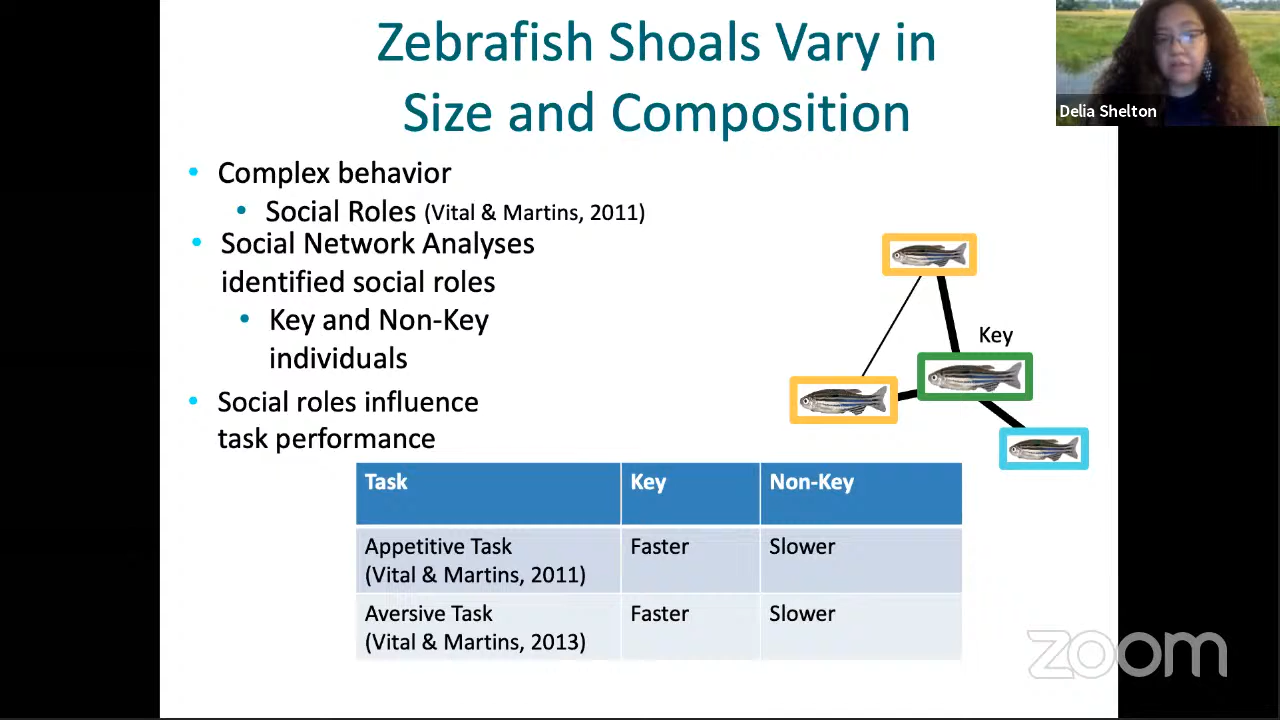 Zebrafish Shoals Vary in
Size and Composition
Delia Shelton
• Complex behavior
• Social Roles (Vital & Martins, 2011)
• Social Network Analyses
identified social roles
• Key and Non-Key
individuals
• Social roles influence
task performance
Key
Task Key Non-Key
Appetitive Task Faster Slower
(Vital & Martins, 2011)
Aversive Task Faster Slower
(Vital & Martins, 2013)
zoom